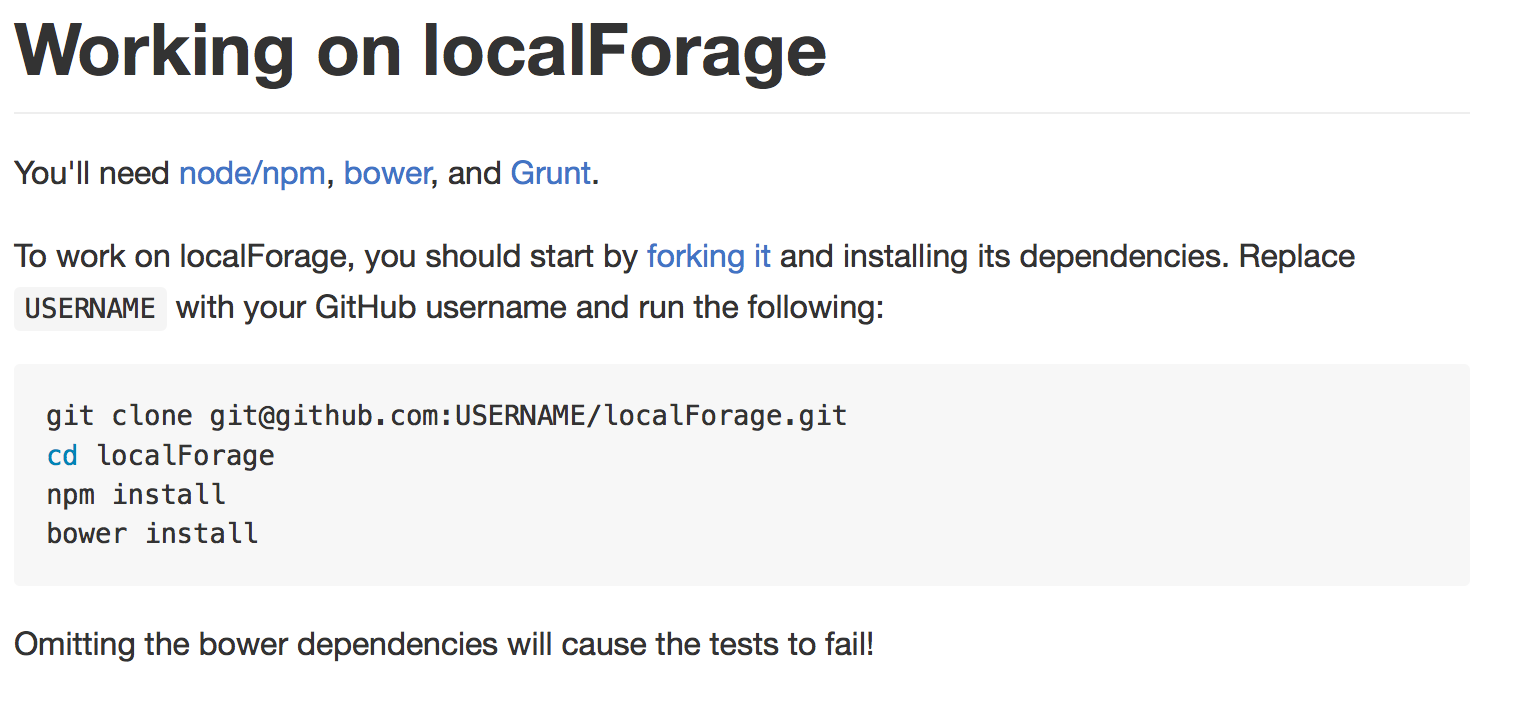 Working on localForage
You'll need node/npm, bower, and Grunt.
To work on localForage, you should start by forking it and installing its dependencies. Replace
USERNAME with your GitHub username and run the following:
git clone git@github.com:USERNAME/localForage.git
cd localForage
npm install
bower install
Omitting the bower dependencies will cause the tests to fail!